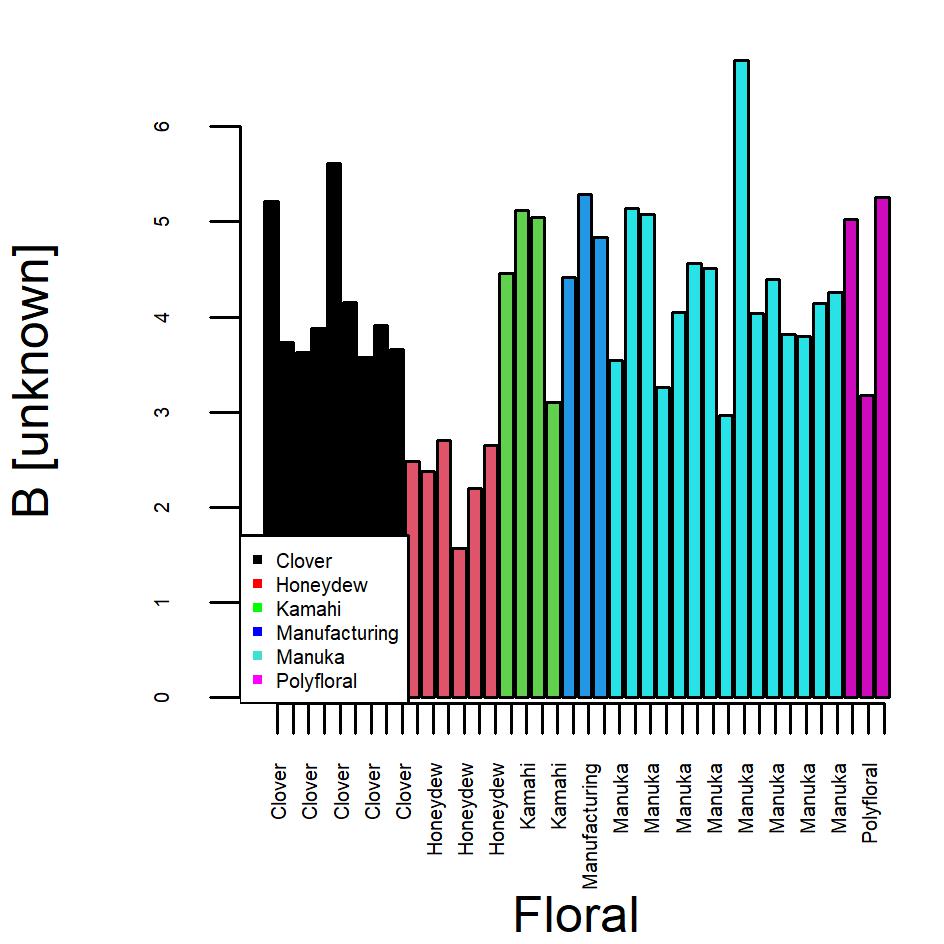 B [unknown]
6
5
4
3
2
1
0
Clover
Honeydew
Kamahi
Manufacturing
Manuka
Polyfloral
Clover
Clover
Clover
Clover
Clover
Honeydew
Honeydew
Honeydew
Kamahi
Kamahi
Manufacturing
Manuka
Manuka
Manuka
Manuka
Manuka
Manuka
Manuka
Manuka
Polyfloral
Floral